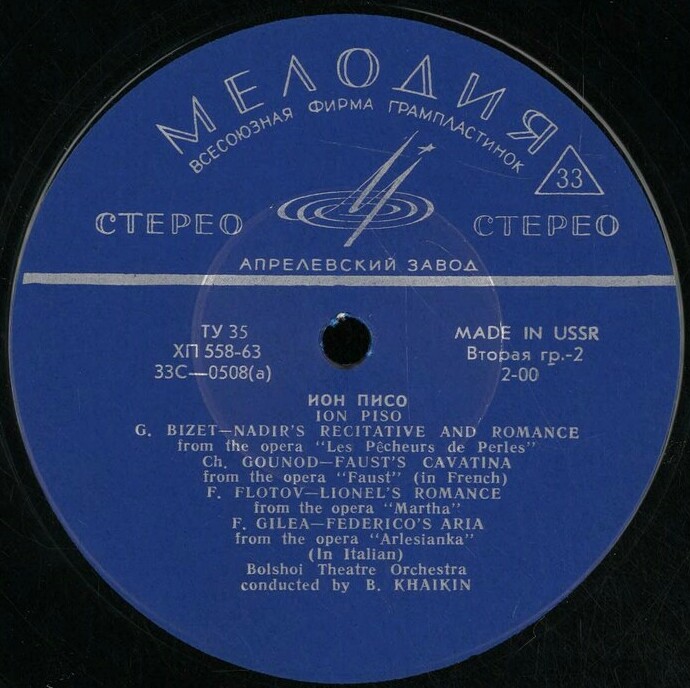 МЕЛОДИЯ
ВСЕСОЮЗНАЯ ФИРМА ГРАМПЛАСТИНОК
33
СТЕРЕО СТЕРЕО
АПРЕЛЕВСКИЙ ЗАВОД
ТУ 35
ХП 558-63
33С—0508(а)
MADE IN USSR
Вторая гр.-2
2-00
ИОН ПИСО
ION PISO
G. BIZET—NADIR'S RECITATIVE AND ROMANCE
from the opera "Les Pêcheurs de Perles"
Ch. GOUNOD—FAUST'S CAVATINA
from the opera "Faust" (in French)
F. FLOTOV—LIONEL'S ROMANCE
from the opera "Martha"
F. GILEA—FEDERICO'S ARIA
from the opera "Arlesianka"
(In Italian)
Bolshoi Theatre Orchestra
conducted by B. KHAIKIN